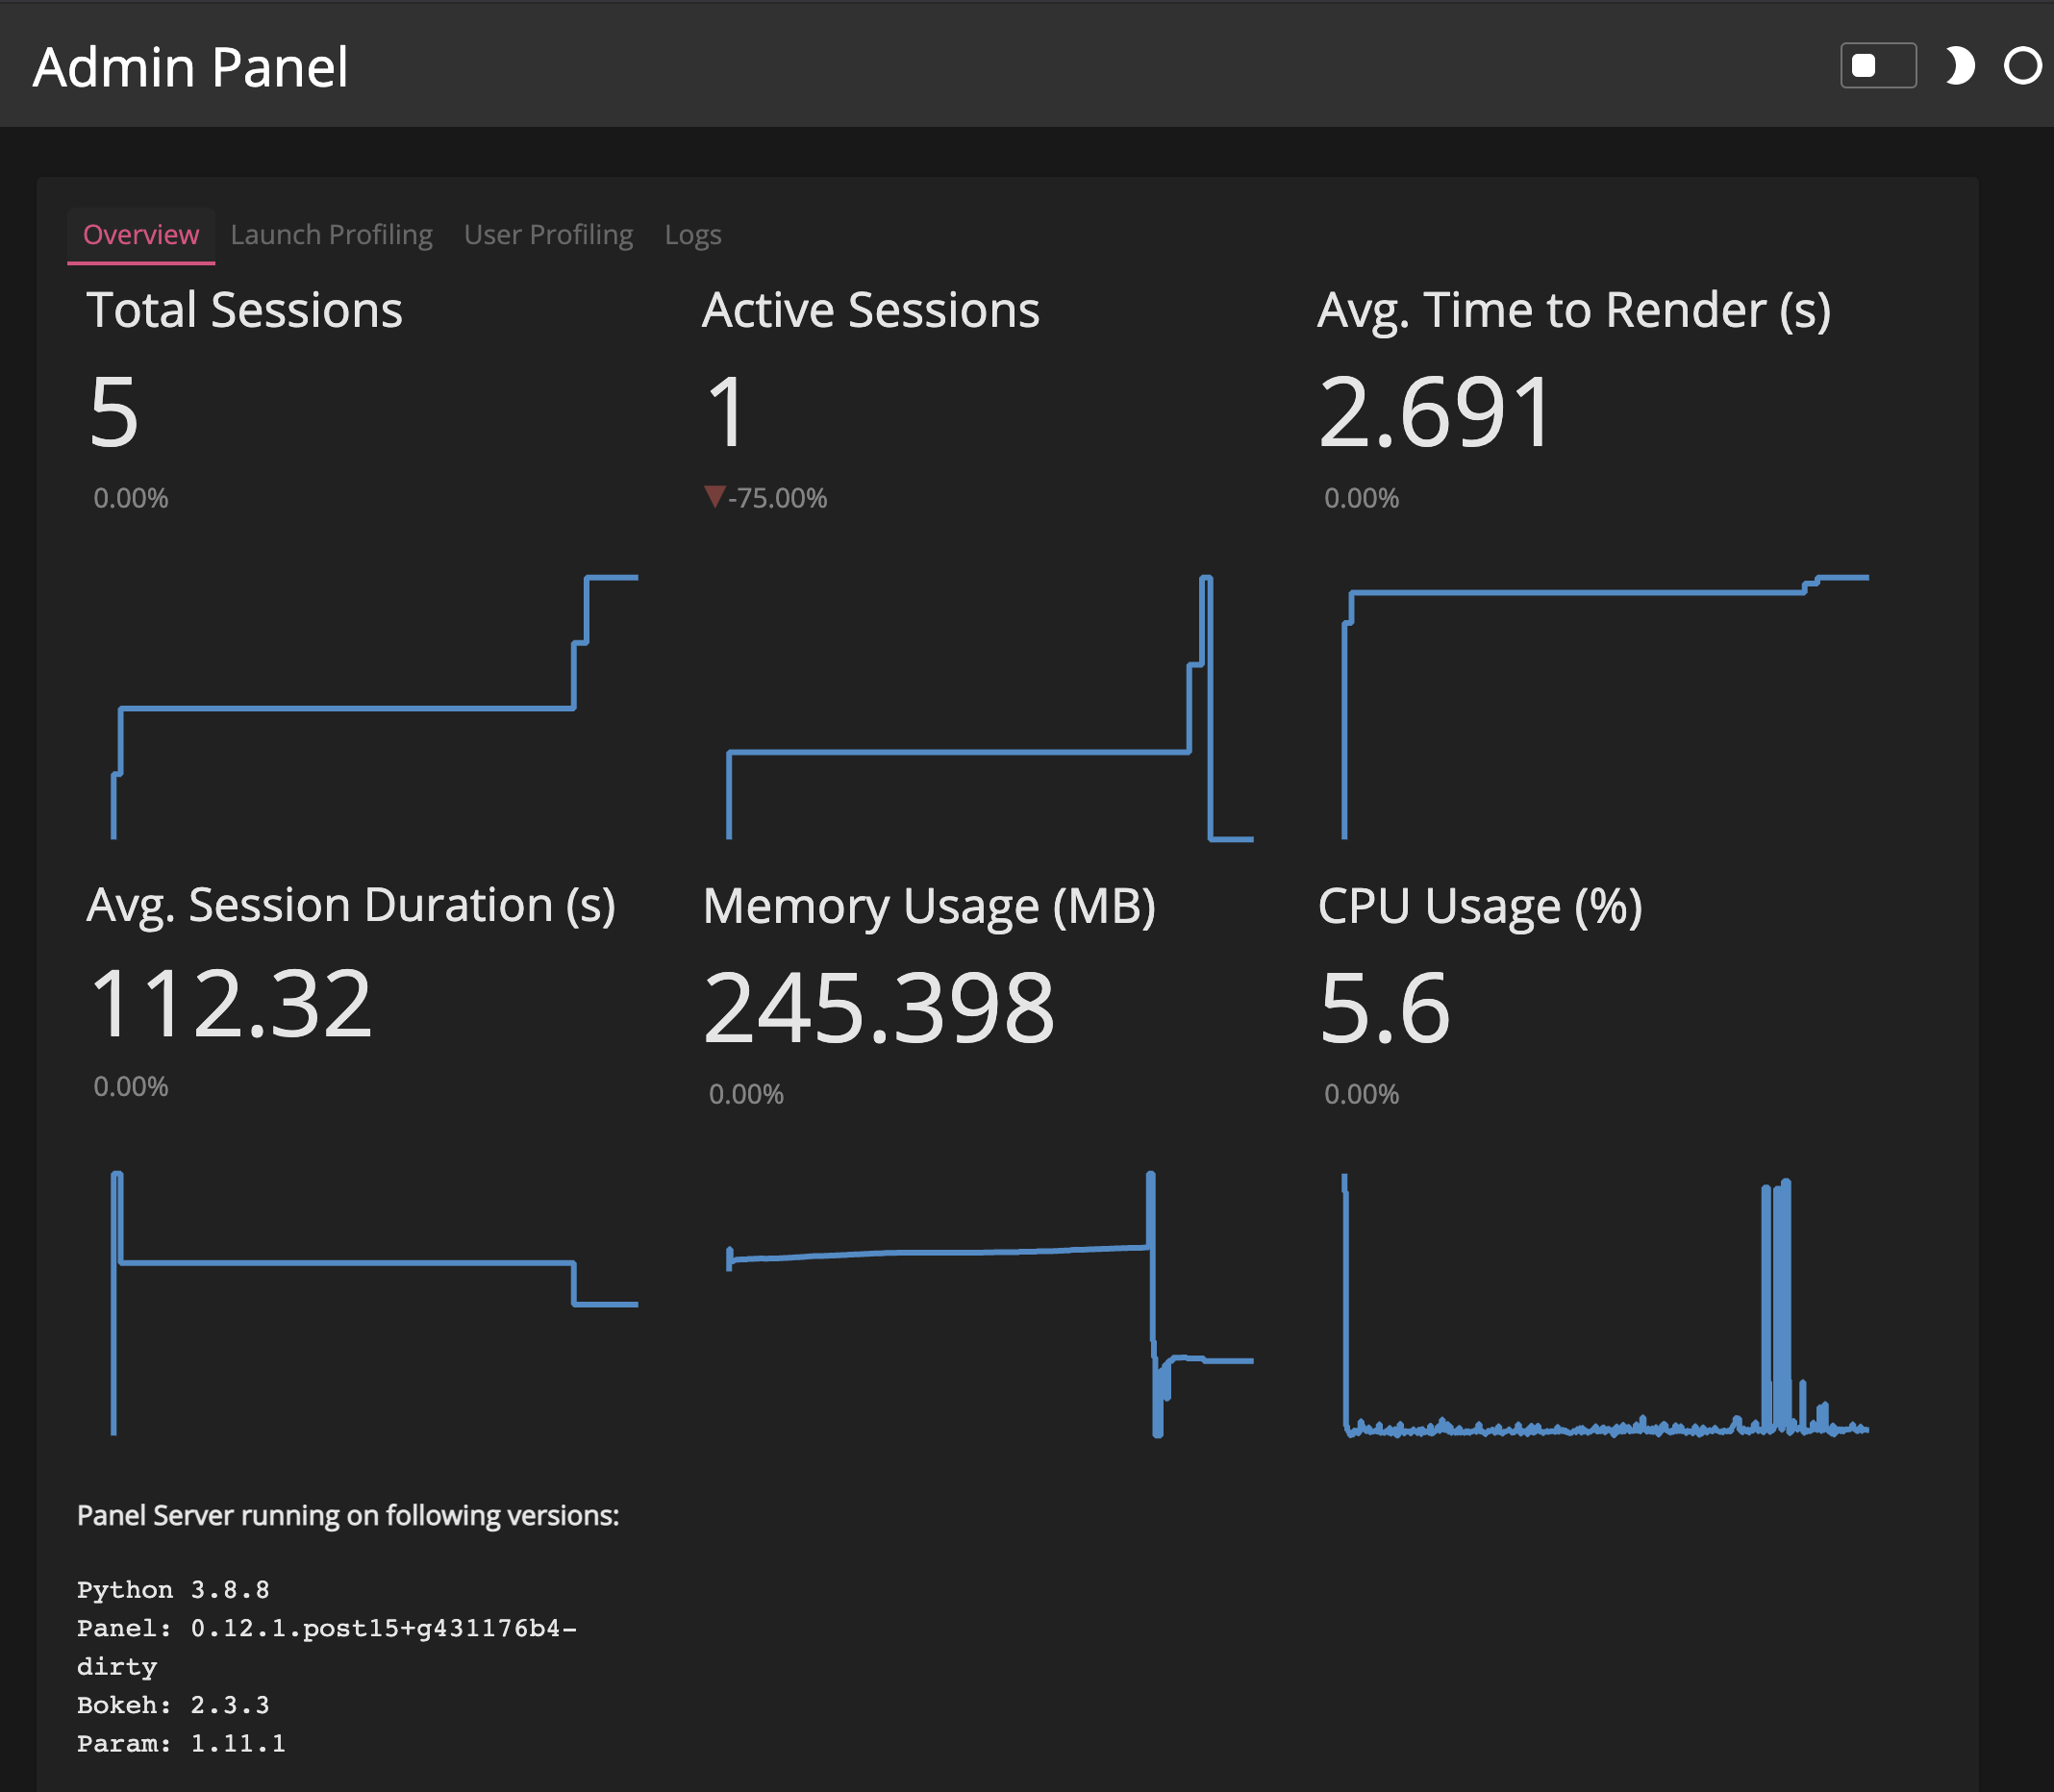 Admin Panel
Overview Launch Profiling User Profiling Logs
Total Sessions
5
0.00%
Active Sessions
1
▼-75.00%
Avg. Time to Render (s)
2.691
0.00%
Avg. Session Duration (s)
112.32
0.00%
Memory Usage (MB)
245.398
0.00%
CPU Usage (%)
5.6
0.00%
Panel Server running on following versions:
Python 3.8.8
Panel: 0.12.1.post15+g431176b4-
dirty
Bokeh: 2.3.3
Param: 1.11.1